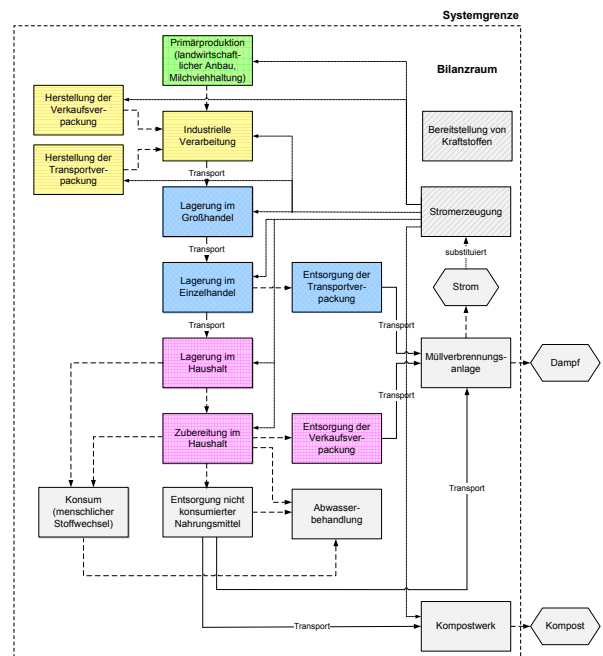 Systemgrenze
Primärproduktion
(landwirtschaft-
licher Anbau,
Milchviehhaltung)
Bilanzraum
Herstellung der
Verkaufsver-
packung
Industrielle
Verarbeitung
Bereitstellung von
Kraftstoffen
Herstellung der
Transportver-
packung
Transport
Lagerung im
Großhandel
Stromerzeugung
Transport
substituiert
Lagerung im
Einzelhandel
Entsorgung der
Transportver-
packung
Strom
Transport
Transport
Lagerung im
Haushalt
Müllverbrennungs-
anlage
Dampf
Transport
Zubereitung im
Haushalt
Entsorgung der
Verkaufsver-
packung
Transport
Konsum
(menschlicher
Stoffwechsel)
Entsorgung nicht
konsumierter
Nahrungsmittel
Abwasser-
behandlung
Transport
Kompostwerk
Kompost